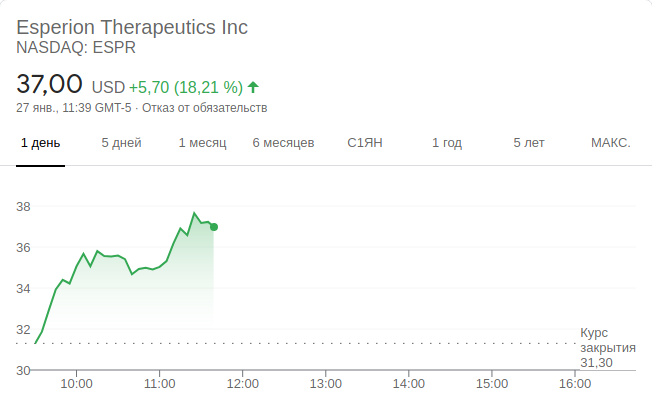 Esperion Therapeutics Inc
NASDAQ: ESPR
37,00 USD +5,70 (18,21 %)
27 янв., 11:39 GMT-5 · Отказ от обязательств
1 день 5 дней 1 месяц 6 месяцев С1ЯН 1 год 5 лет МАКС.
38
36
34
32
Курс
закрытия
31,30
30
10:00 11:00 12:00 13:00 14:00 15:00 16:00